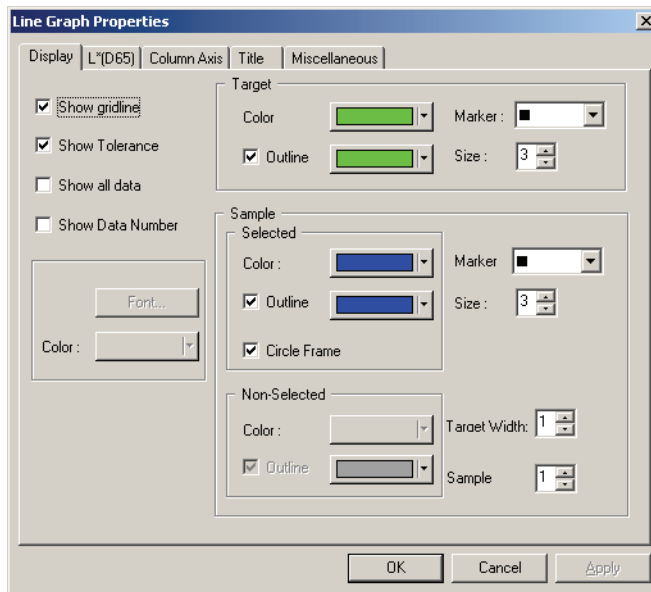 Line Graph Properties
Display
L*(D65)
Column Axis
Title
Miscellaneous
Show gridline
Show Tolerance
Show all data
Show Data Number
Font...
Color :
Target
Color
Marker :
Outline
Size :
3
Sample
Selected
Color :
Marker
Outline
Size :
3
Circle Frame
Non-Selected
Color :
Target Width:
1
Outline
Sample
1
OK
Cancel
Apply